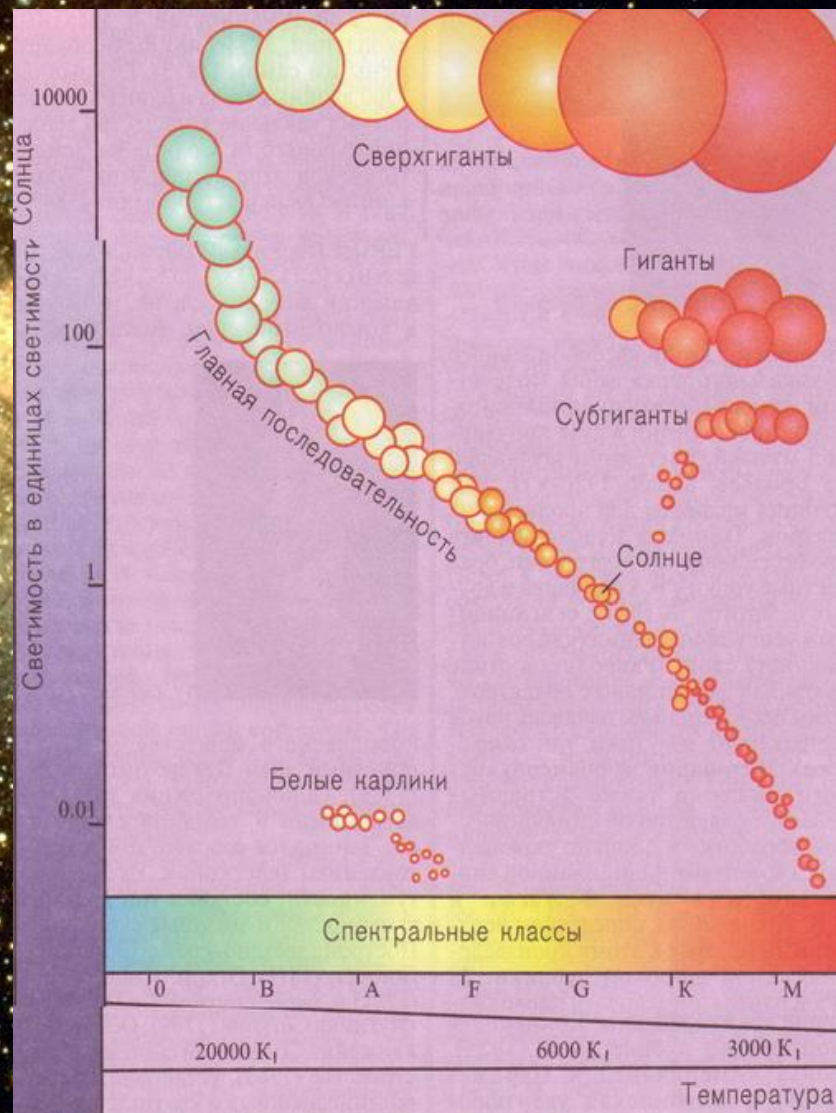 Светимость в единицах светимости Солнца
10000
100
1
0.01
Сверхгиганты
Гиганты
Субгиганты
Главная последовательность
Солнце
Белые карлики
Спектральные классы
0 B A F G K M
20000 K 6000 K 3000 K
Температура